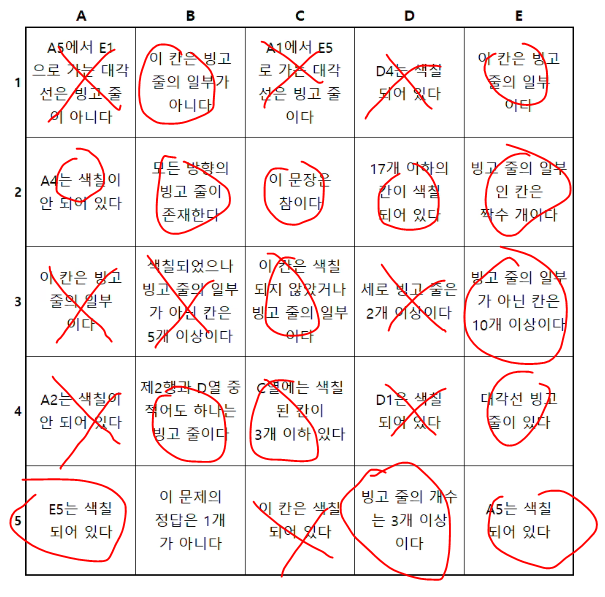 A B C D E
1
A5에서 E1
으로 가는 대각
선은 빙고 줄
이 아니다
이 칸은 빙고
줄의 일부가
아니다
A1에서 E5
로 가는 대각
선은 빙고 줄
이다
D4는 색칠
되어 있다
이 칸은 빙고
줄의 일부
이다
2
A4는 색칠이
안 되어 있다
모든 방향의
빙고 줄이
존재한다
이 문장은
참이다
17개 이하의
칸이 색칠
되어 있다
빙고 줄의 일부
인 칸은
짝수 개이다
3
이 칸은 빙고
줄의 일부
이다
색칠되었으나
빙고 줄의 일부
가 아닌 칸은
5개 이상이다
이 칸은 색칠
되지 않았거나
빙고 줄의 일부
이다
세로 빙고 줄은
2개 이상이다
빙고 줄의 일부
가 아닌 칸은
10개 이상이다
4
A2는 색칠이
안 되어 있다
제2행과 D열 중
적어도 하나는
빙고 줄이다
C열에는 색칠
된 칸이
3개 이하 있다
D1은 색칠
되어 있다
대각선 빙고
줄이 있다
5
E5는 색칠
되어 있다
이 문제의
정답은 1개
가 아니다
이 칸은 색칠
되어 있다
빙고 줄의 개수
는 3개 이상
이다
A5는 색칠
되어 있다